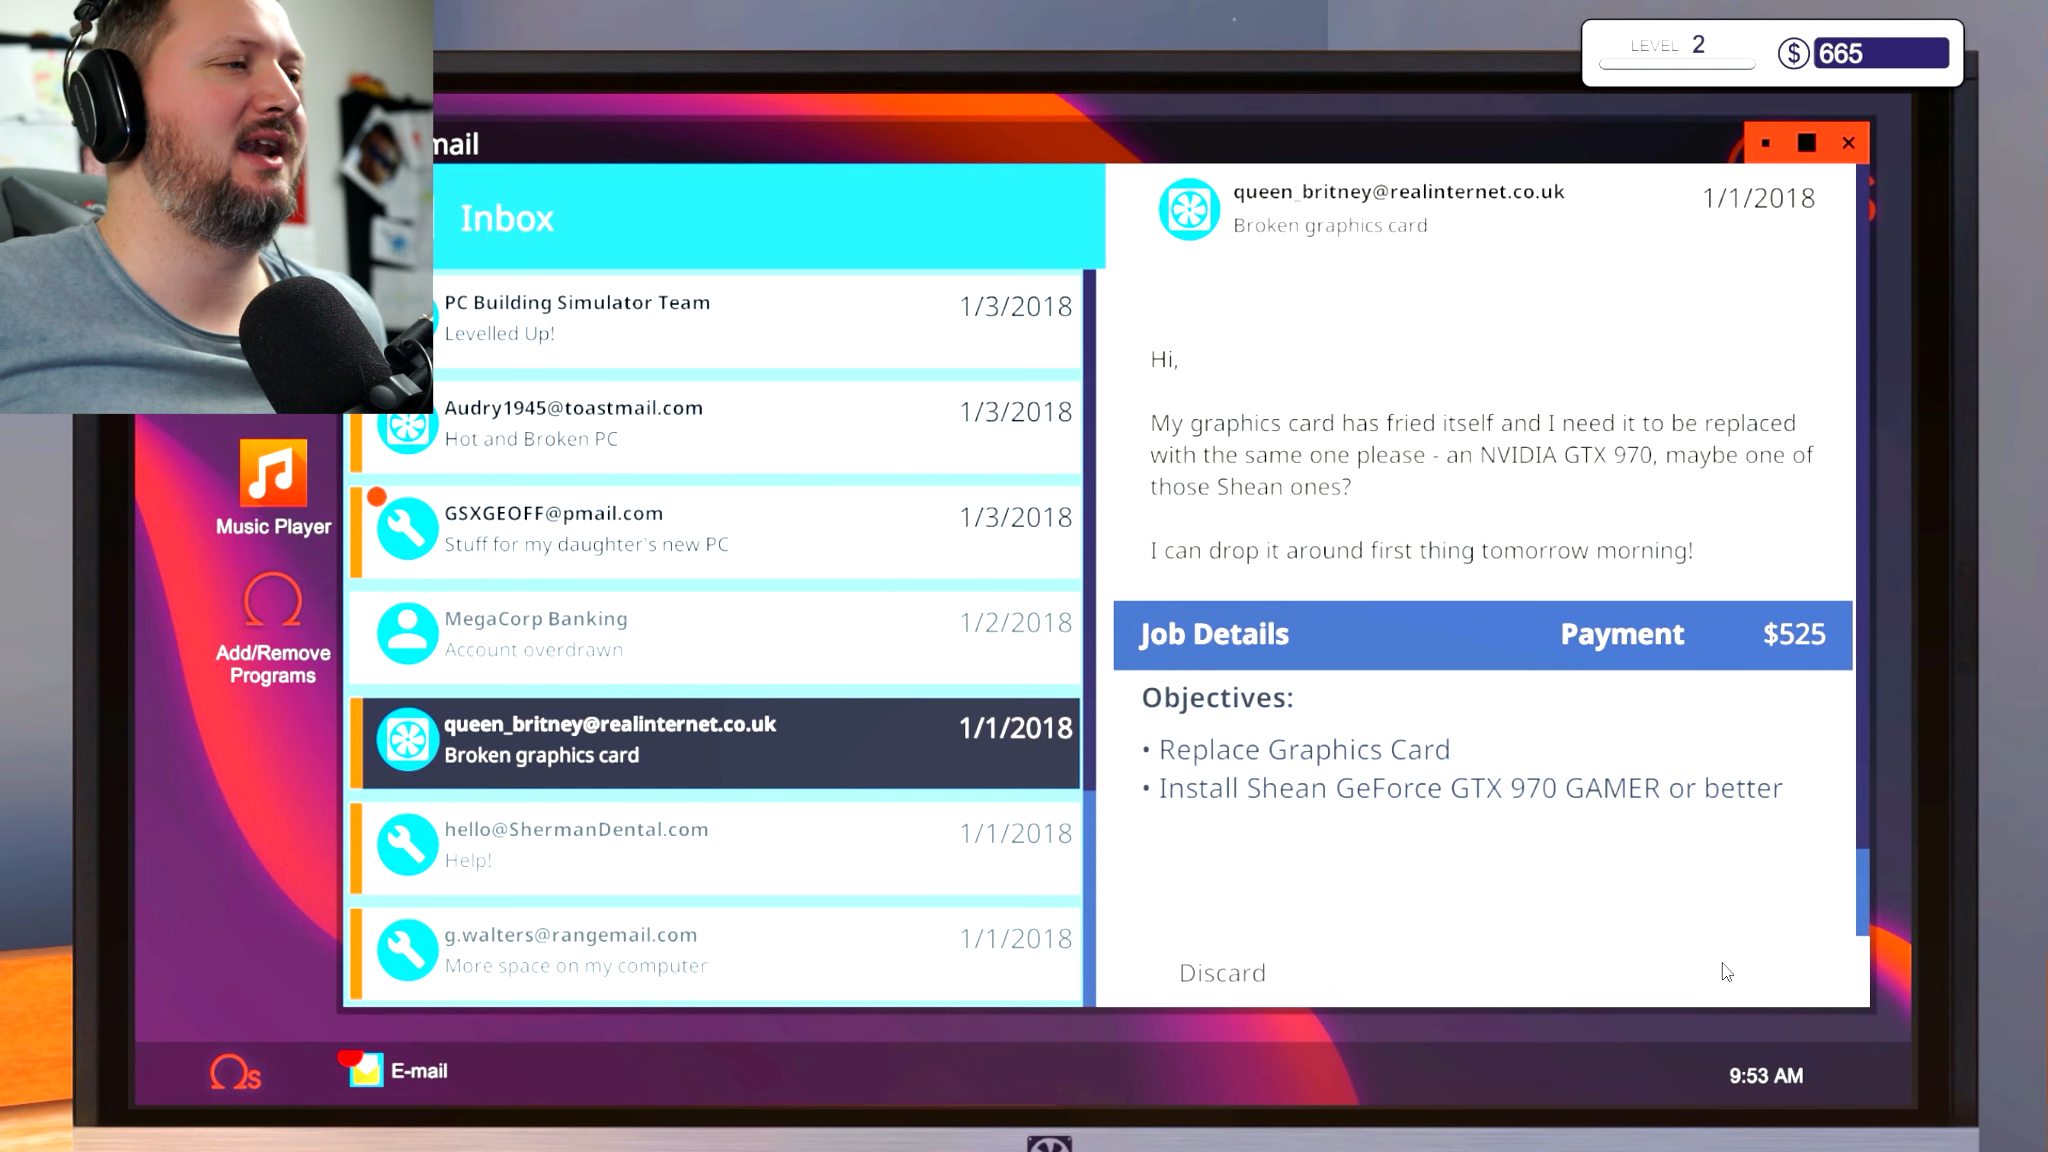 LEVEL 2
$ 665
mail
Inbox
PC Building Simulator Team
1/3/2018
Levelled Up!
Audry1945@toastmail.com
1/3/2018
Hot and Broken PC
GSXGEOFF@pmail.com
1/3/2018
Stuff for my daughter's new PC
MegaCorp Banking
1/2/2018
Account overdrawn
queen_britney@realinternet.co.uk
1/1/2018
Broken graphics card
hello@ShermanDental.com
1/1/2018
Help!
g.walters@rangemail.com
1/1/2018
More space on my computer
queen_britney@realinternet.co.uk
1/1/2018
Broken graphics card
Hi,
My graphics card has fried itself and I need it to be replaced
with the same one please - an NVIDIA GTX 970, maybe one of
those Shean ones?
I can drop it around first thing tomorrow morning!
Job Details Payment $525
Objectives:
• Replace Graphics Card
• Install Shean GeForce GTX 970 GAMER or better
Discard
Music Player
Add/Remove
Programs
Ωs
E-mail
9:53 AM